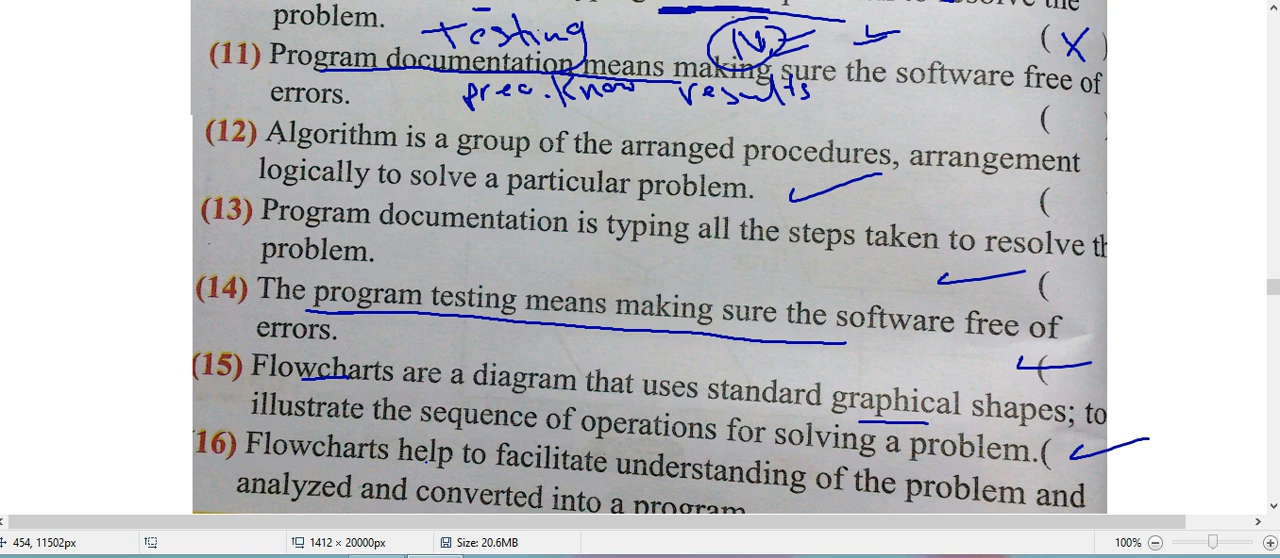 problem.
testing
(X)
(11) Program documentation means making sure the software free of
prec. know results
errors. (
(12) Algorithm is a group of the arranged procedures, arrangement
logically to solve a particular problem. (
(13) Program documentation is typing all the steps taken to resolve th
problem. (
(14) The program testing means making sure the software free of
errors. (
(15) Flowcharts are a diagram that uses standard graphical shapes; to
illustrate the sequence of operations for solving a problem.(
16) Flowcharts help to facilitate understanding of the problem and
analyzed and converted into a program
454, 11502px 1412 × 20000px Size: 20.6MB 100%